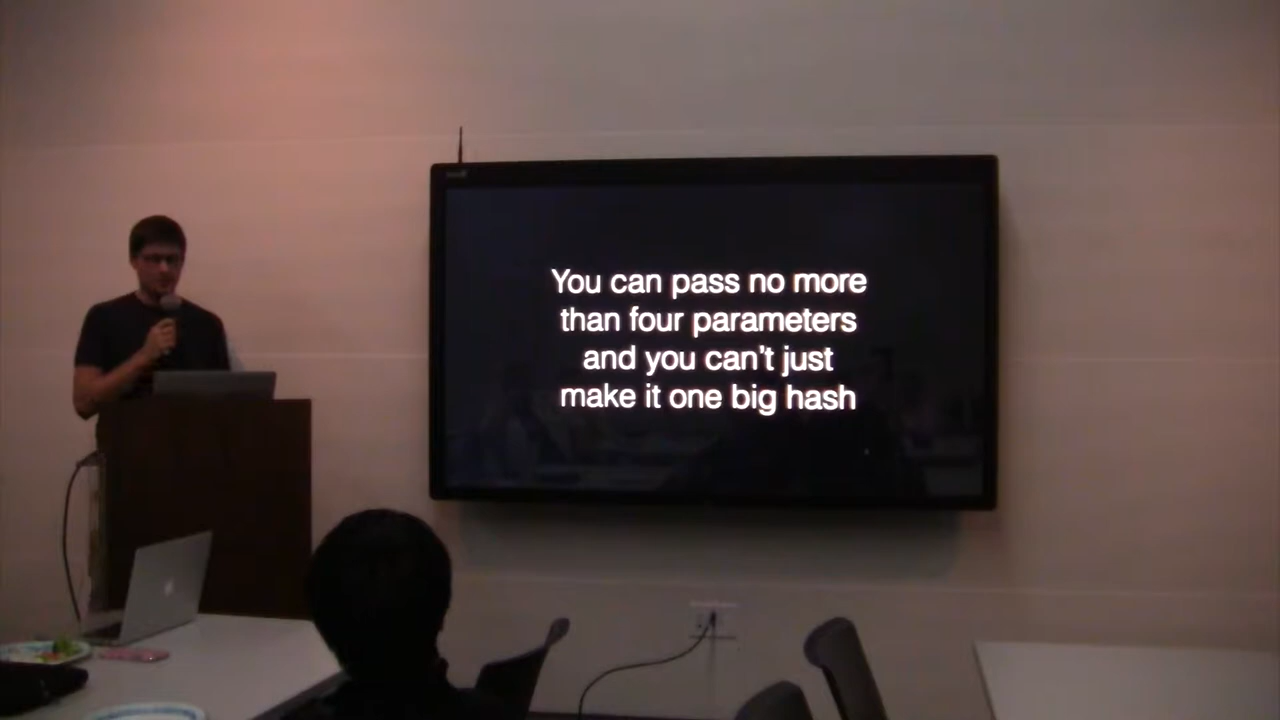 You can pass no more
than four parameters
and you can't just
make it one big hash